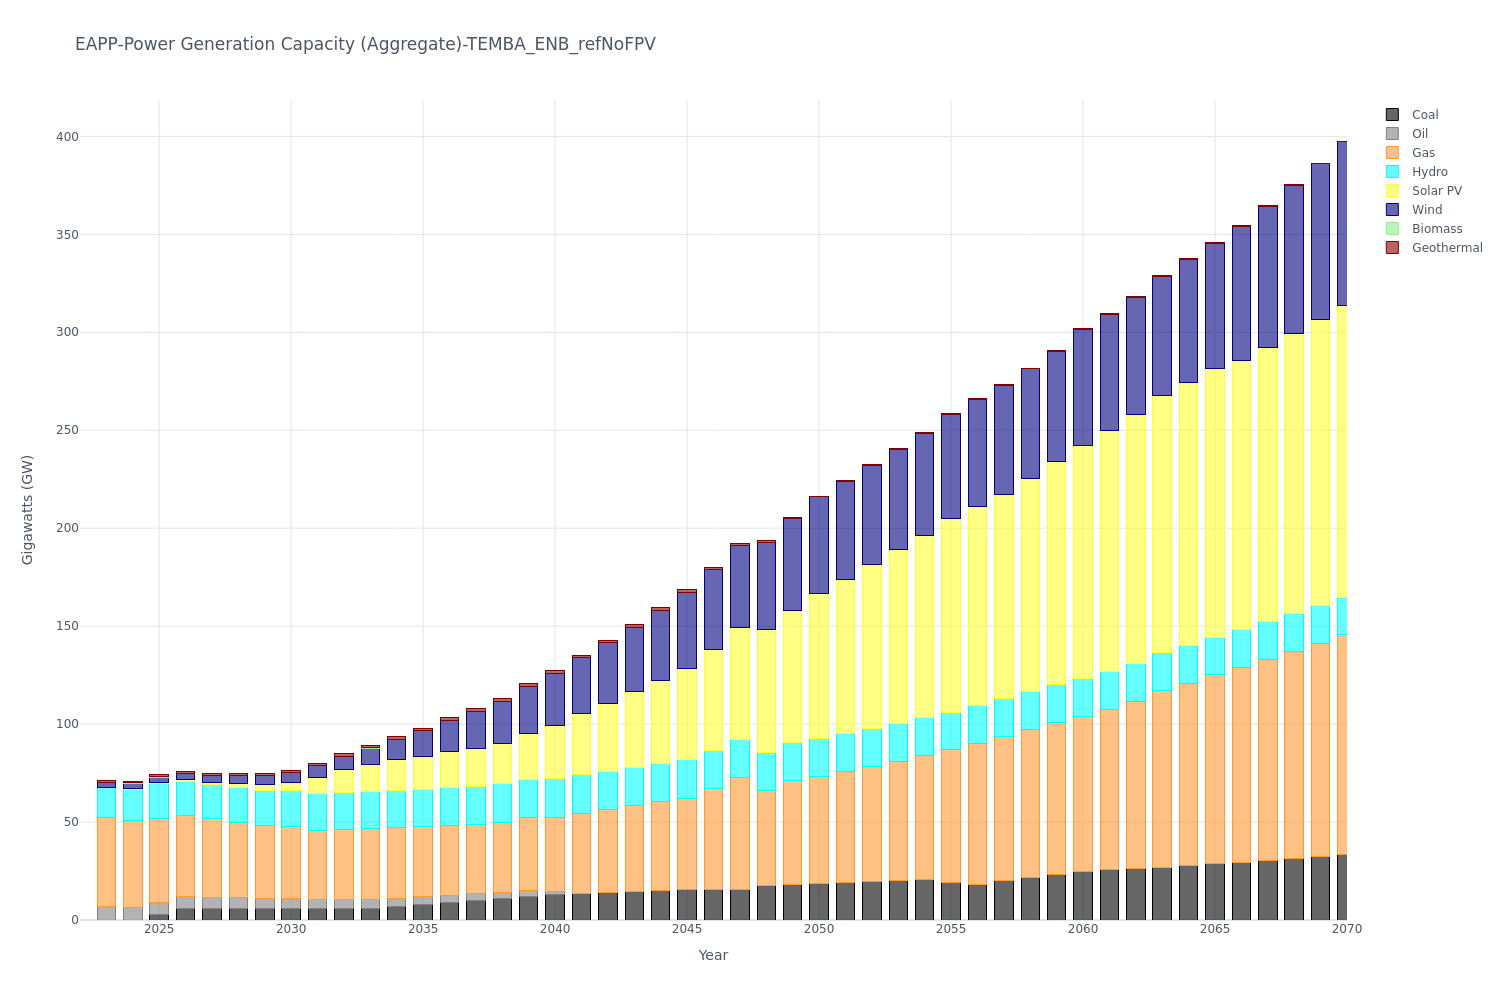 EAPP-Power Generation Capacity (Aggregate)-TEMBA_ENB_refNoFPV
Coal
Oil
Gas
Hydro
Solar PV
Wind
Biomass
Geothermal
Gigawatts (GW)
400
350
300
250
200
150
100
50
0
2025 2030 2035 2040 2045 2050 2055 2060 2065 2070
Year